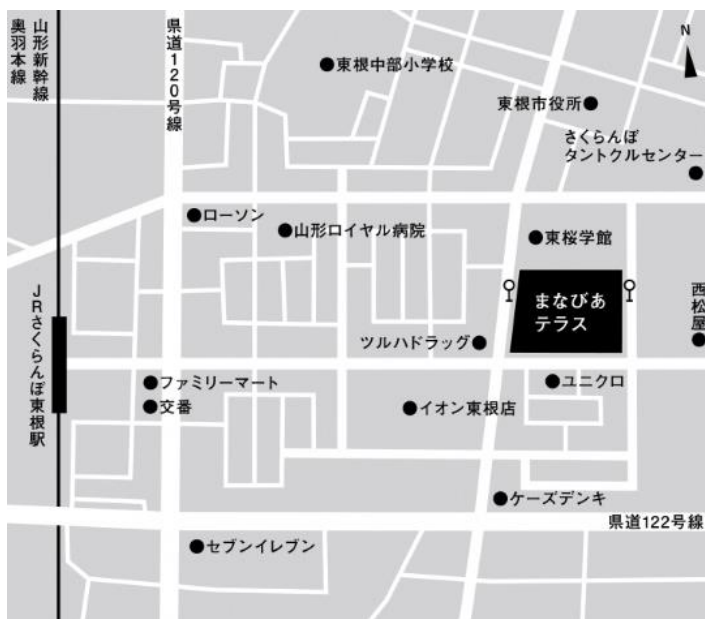 山形新幹線
奥羽本線
県道120号線
東根中部小学校
N
東根市役所
さくらんぼ
タントクルセンター
ローソン
山形ロイヤル病院
東桜学館
まなびあ
テラス
西松屋
JRさくらんぼ東根駅
ツルハドラッグ
ファミリーマート
ユニクロ
交番
イオン東根店
ケーズデンキ
県道122号線
セブンイレブン